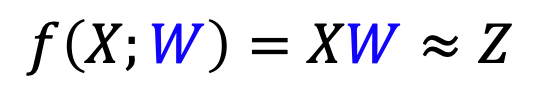 f(X; W) = XW ≈ Z